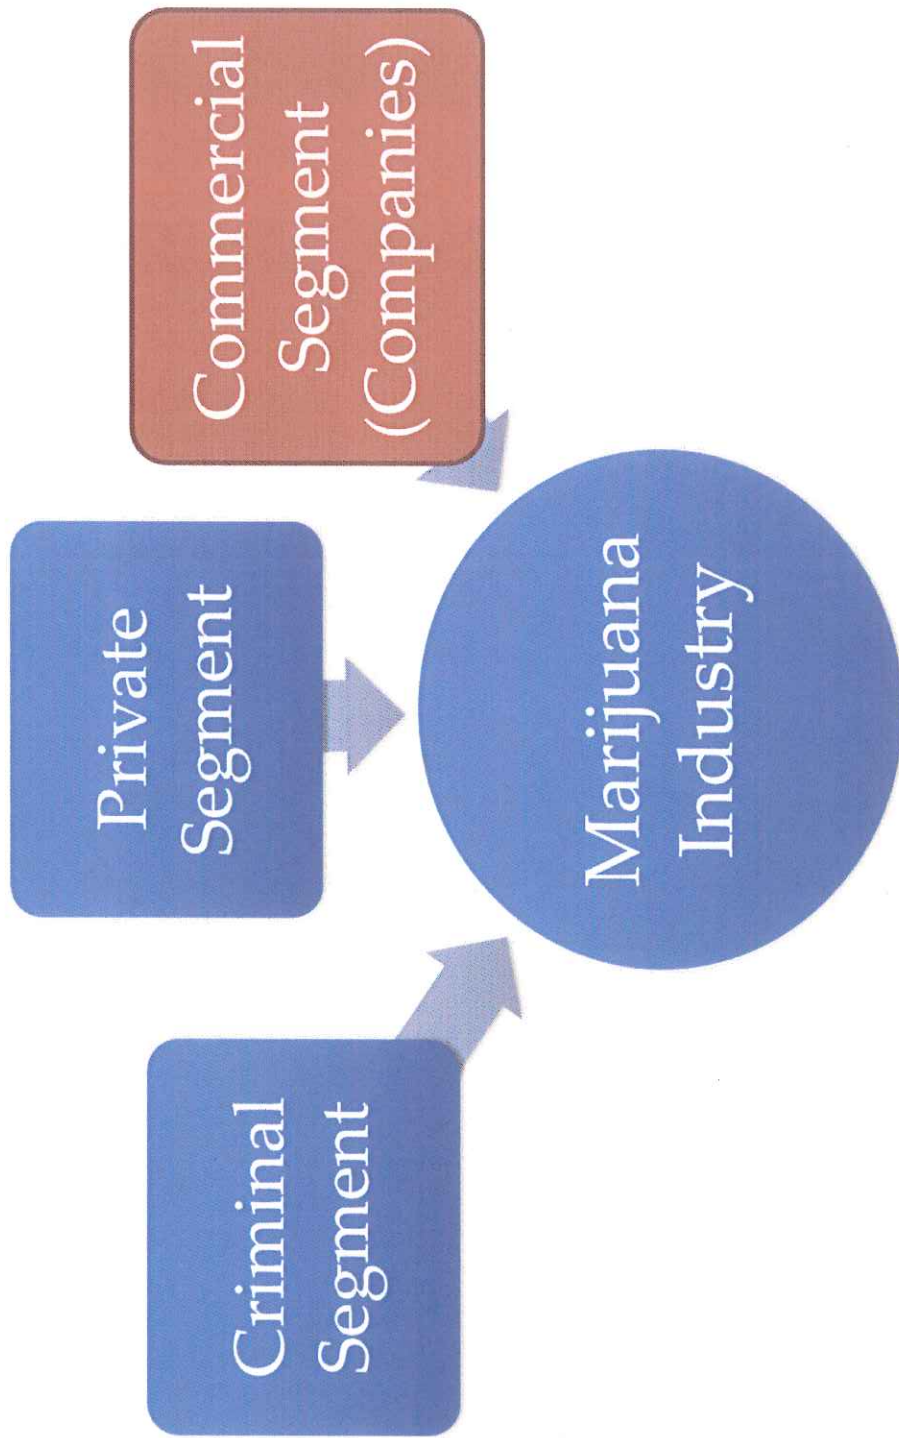 Criminal
Segment
Private
Segment
Commercial
Segment
(Companies)
Marijuana
Industry